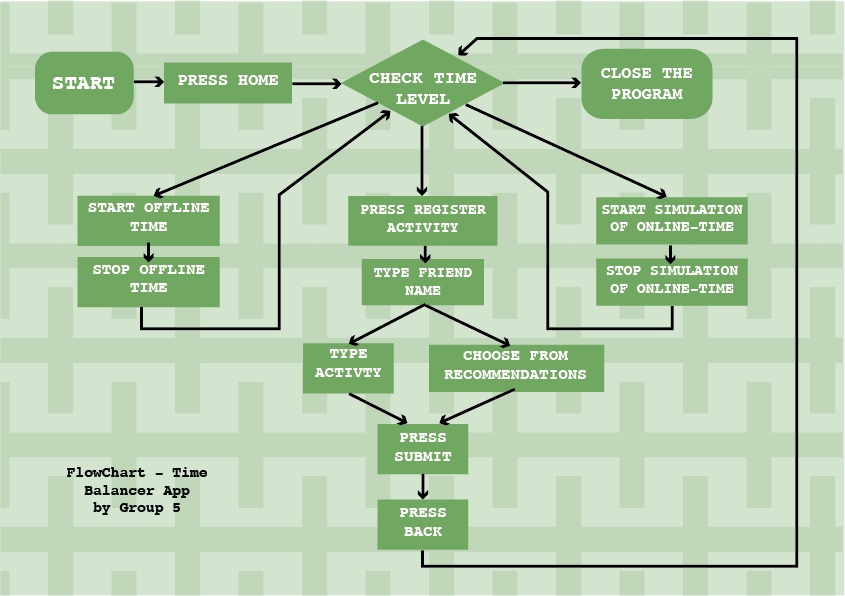 START
PRESS HOME
CHECK TIME
LEVEL
CLOSE THE
PROGRAM
START OFFLINE
TIME
PRESS REGISTER
ACTIVITY
START SIMULATION
OF ONLINE-TIME
STOP OFFLINE
TIME
TYPE FRIEND
NAME
STOP SIMULATION
OF ONLINE-TIME
TYPE
ACTIVTY
CHOOSE FROM
RECOMMENDATIONS
PRESS
SUBMIT
PRESS
BACK
FlowChart - Time
Balancer App
by Group 5